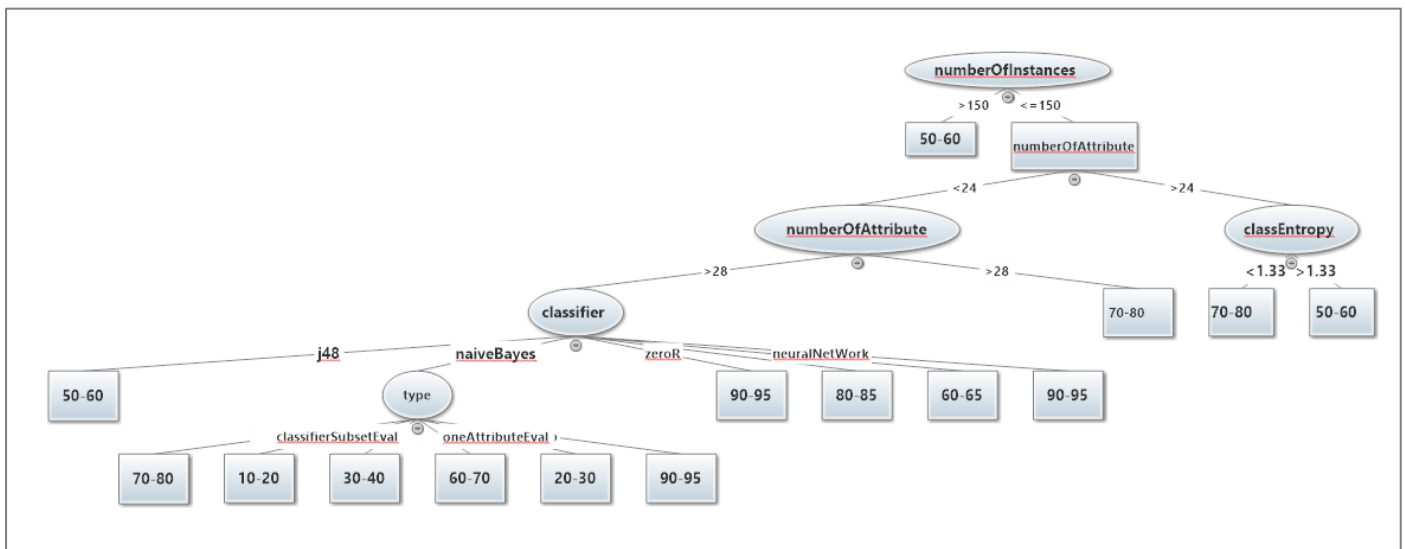 numberOfInstances
>150
<=150
50-60
numberOfAttribute
<24
>24
numberOfAttribute
classEntropy
>28
>28
<1.33
>1.33
classifier
70-80
70-80
50-60
j48
naiveBayes
zeroR
neuralNetWork
50-60
type
90-95
80-85
60-65
90-95
classifierSubsetEval
oneAttributeEval
70-80
10-20
30-40
60-70
20-30
90-95